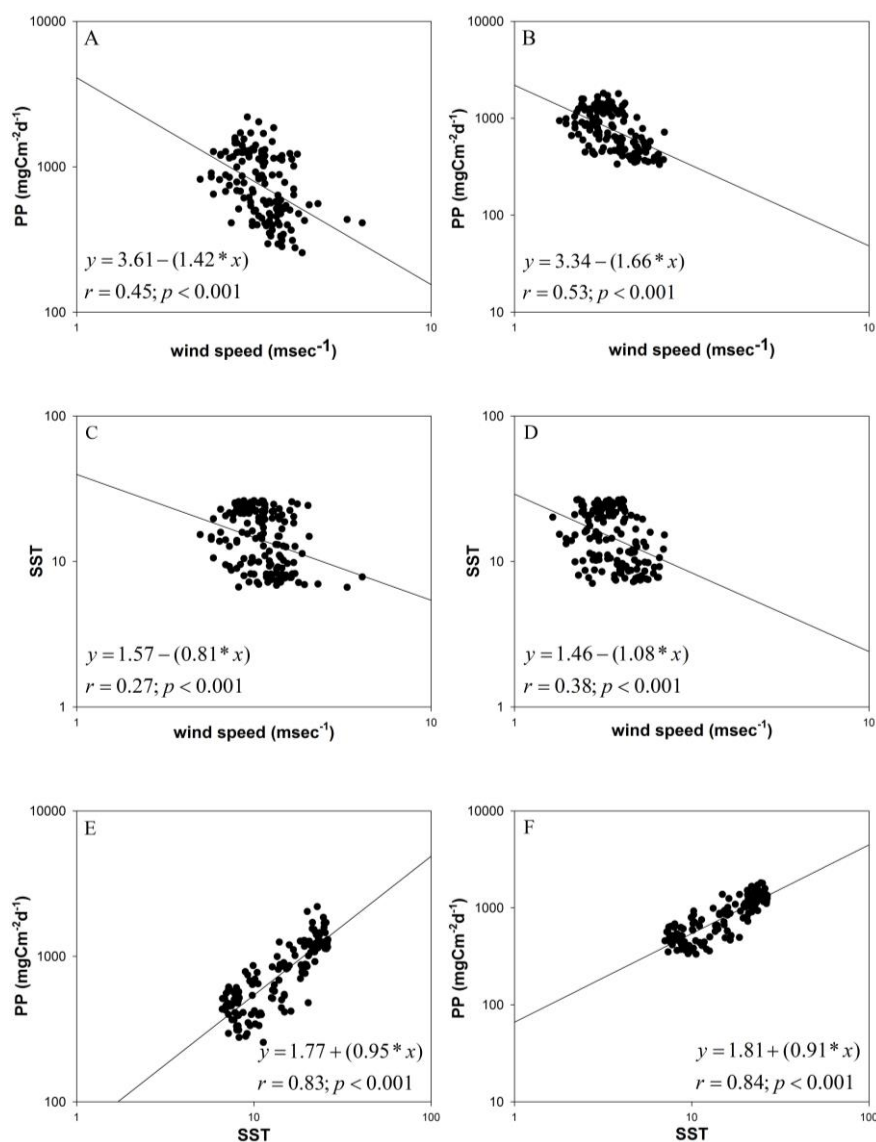 A
10000
1000
100
PP (mgCm-2d-1)
y = 3.61 − (1.42 * x)
r = 0.45; p < 0.001
1
10
wind speed (msec-1)
B
10000
1000
100
10
PP (mgCm-2d-1)
y = 3.34 − (1.66 * x)
r = 0.53; p < 0.001
1
10
wind speed (msec-1)
C
100
10
1
SST
y = 1.57 − (0.81 * x)
r = 0.27; p < 0.001
1
10
wind speed (msec-1)
D
100
10
1
SST
y = 1.46 − (1.08 * x)
r = 0.38; p < 0.001
1
10
wind speed (msec-1)
E
10000
1000
100
PP (mgCm-2d-1)
y = 1.77 + (0.95 * x)
r = 0.83; p < 0.001
1
10
100
SST
F
10000
1000
100
10
PP (mgCm-2d-1)
y = 1.81 + (0.91 * x)
r = 0.84; p < 0.001
1
10
100
SST